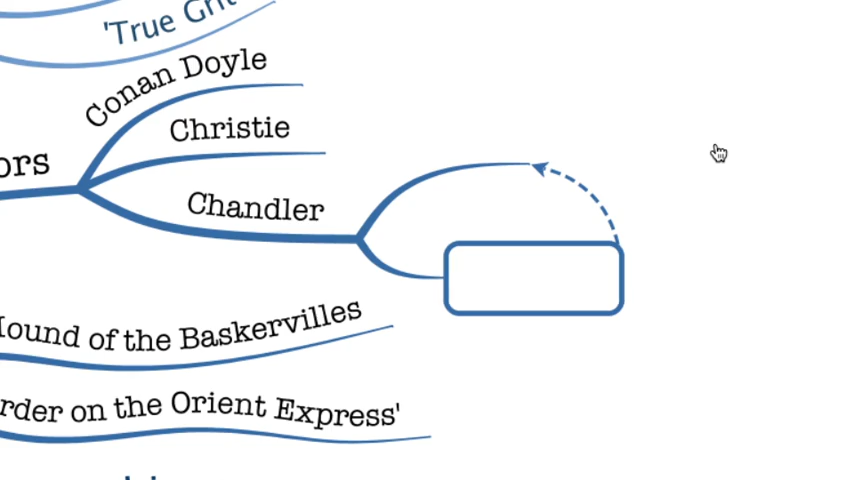 'True Grit
Conan Doyle
Christie
ors
Chandler
Hound of the Baskervilles
rder on the Orient Express'